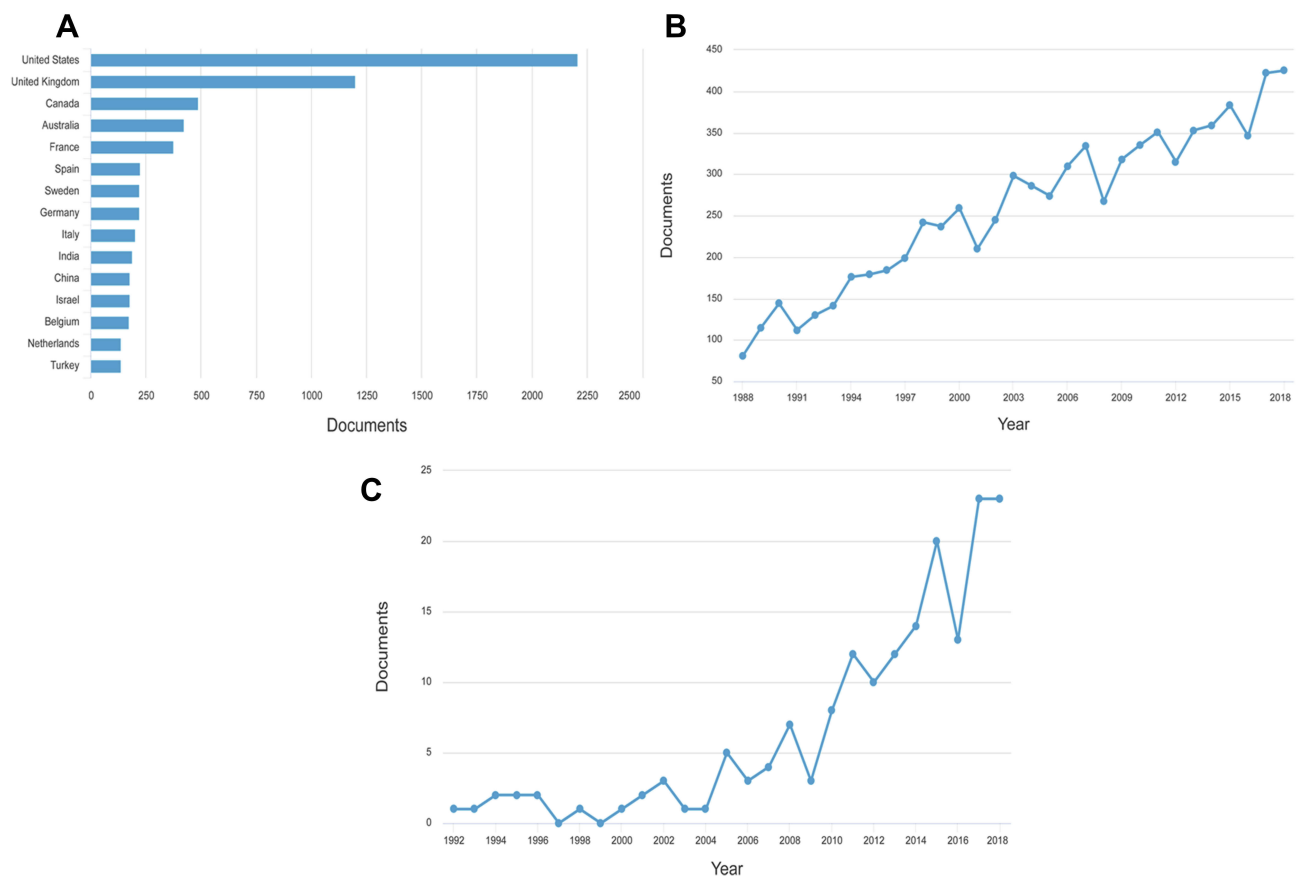 A
United States
United Kingdom
Canada
Australia
France
Spain
Sweden
Germany
Italy
India
China
Israel
Belgium
Netherlands
Turkey
0 250 500 750 1000 1250 1500 1750 2000 2250 2500
Documents
B
450
400
350
300
250
200
150
100
50
Documents
1988 1991 1994 1997 2000 2003 2006 2009 2012 2015 2018
Year
C
25
20
15
10
5
0
Documents
1992 1994 1996 1998 2000 2002 2004 2006 2008 2010 2012 2014 2016 2018
Year